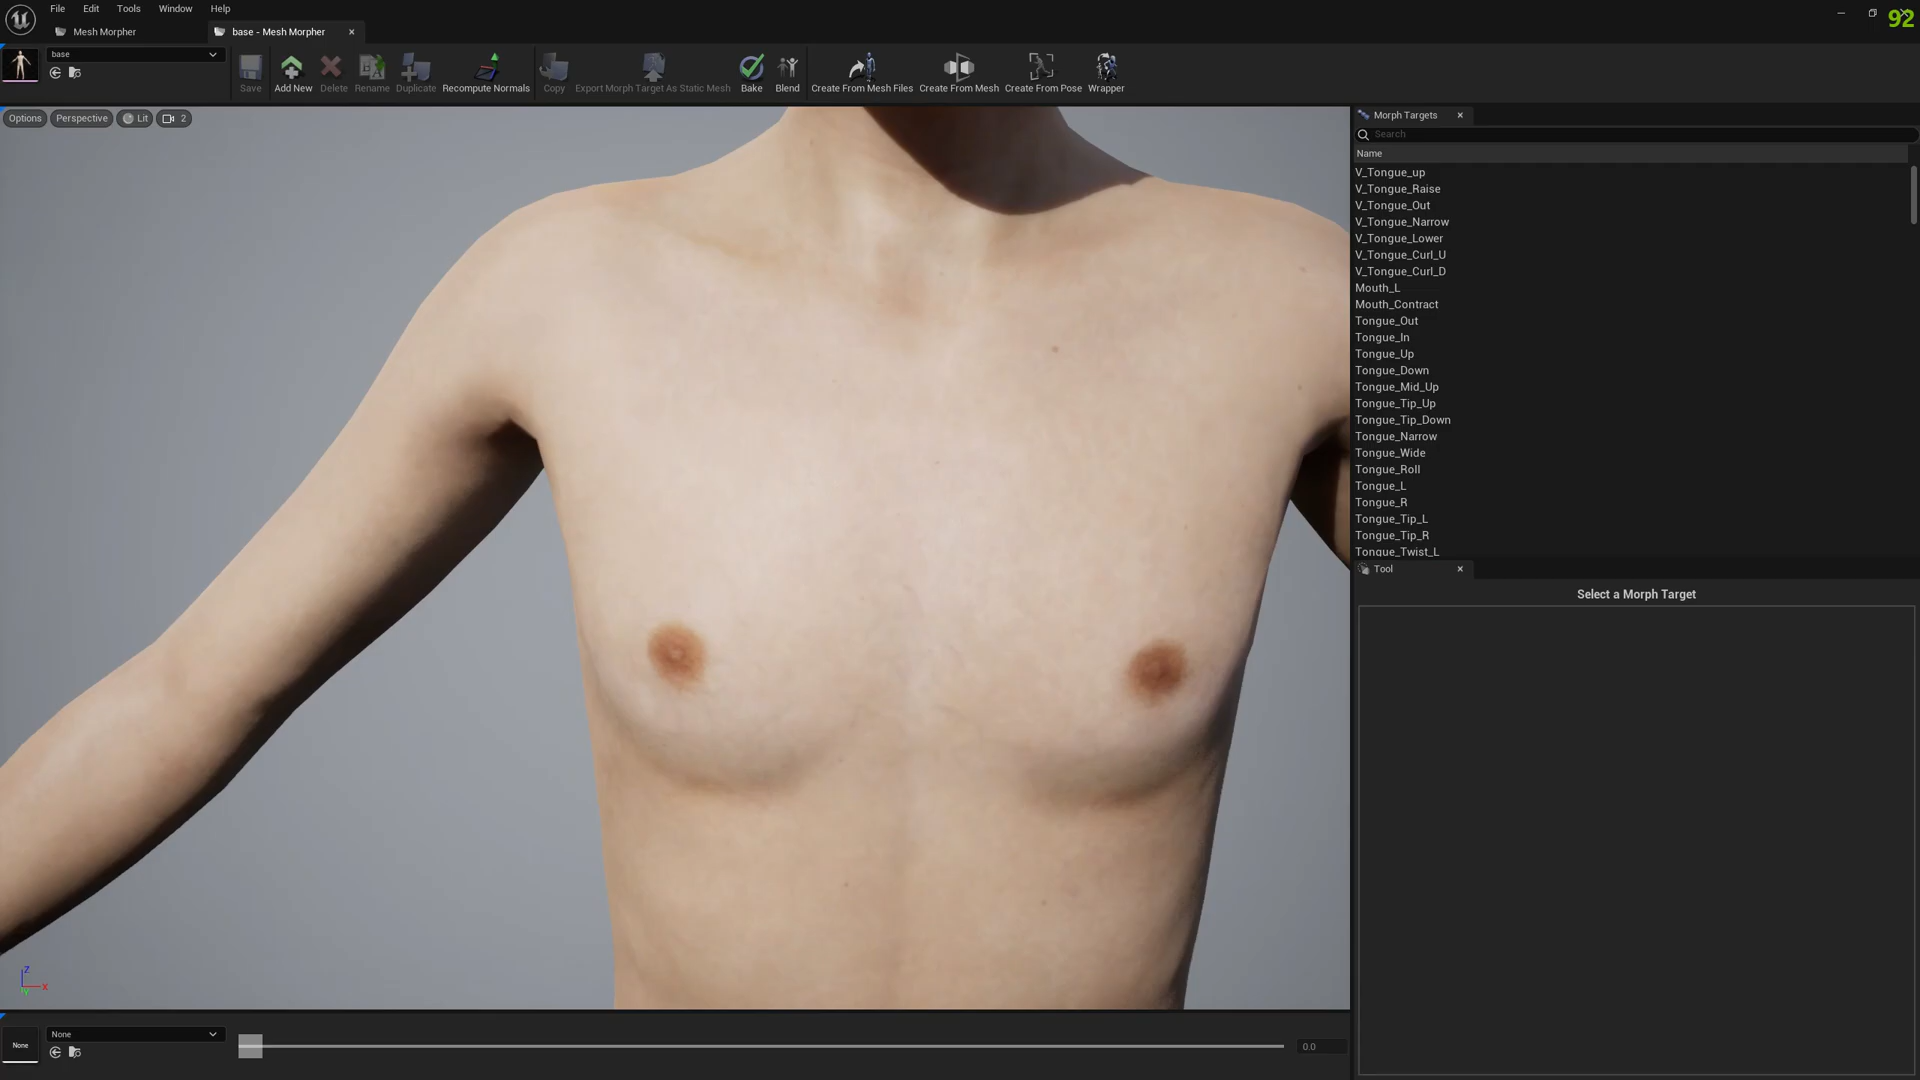 File Edit Tools Window Help
92
Mesh Morpher
base - Mesh Morpher
base
Save
Add New
Delete
Rename
Duplicate
Recompute Normals
Copy
Export Morph Target As Static Mesh
Bake
Blend
Create From Mesh Files
Create From Mesh
Create From Pose
Wrapper
Options
Perspective
Lit
2
Morph Targets
Search
Name
V_Tongue_up
V_Tongue_Raise
V_Tongue_Out
V_Tongue_Narrow
V_Tongue_Lower
V_Tongue_Curl_U
V_Tongue_Curl_D
Mouth_L
Mouth_Contract
Tongue_Out
Tongue_In
Tongue_Up
Tongue_Down
Tongue_Mid_Up
Tongue_Tip_Up
Tongue_Tip_Down
Tongue_Narrow
Tongue_Wide
Tongue_Roll
Tongue_L
Tongue_R
Tongue_Tip_L
Tongue_Tip_R
Tongue_Twist_L
Tool
Select a Morph Target
Z
X
Y
None
None
0.0